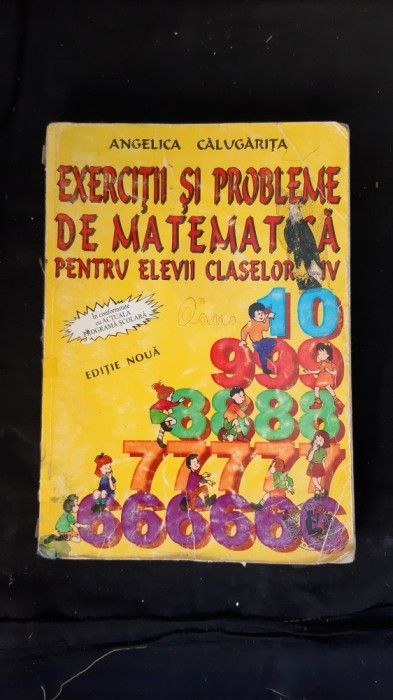 ANGELICA CĂLUGĂRIȚA
EXERCIȚII ȘI PROBLEME
DE MATEMATICĂ
PENTRU ELEVII CLASELOR IV
În conformitate
cu ACTUALA
PROGRAMĂ ȘCOLARĂ
EDIȚIE NOUĂ
10
999
8888
77777
666666